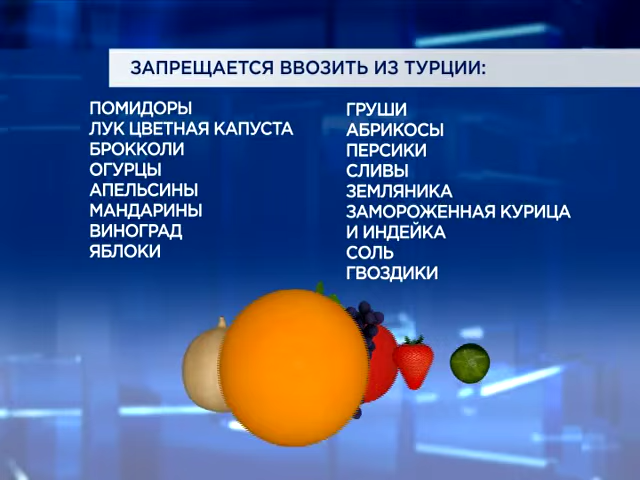 ЗАПРЕЩАЕТСЯ ВВОЗИТЬ ИЗ ТУРЦИИ:
ПОМИДОРЫ
ЛУК ЦВЕТНАЯ КАПУСТА
БРОККОЛИ
ОГУРЦЫ
АПЕЛЬСИНЫ
МАНДАРИНЫ
ВИНОГРАД
ЯБЛОКИ
ГРУШИ
АБРИКОСЫ
ПЕРСИКИ
СЛИВЫ
ЗЕМЛЯНИКА
ЗАМОРОЖЕННАЯ КУРИЦА
И ИНДЕЙКА
СОЛЬ
ГВОЗДИКИ